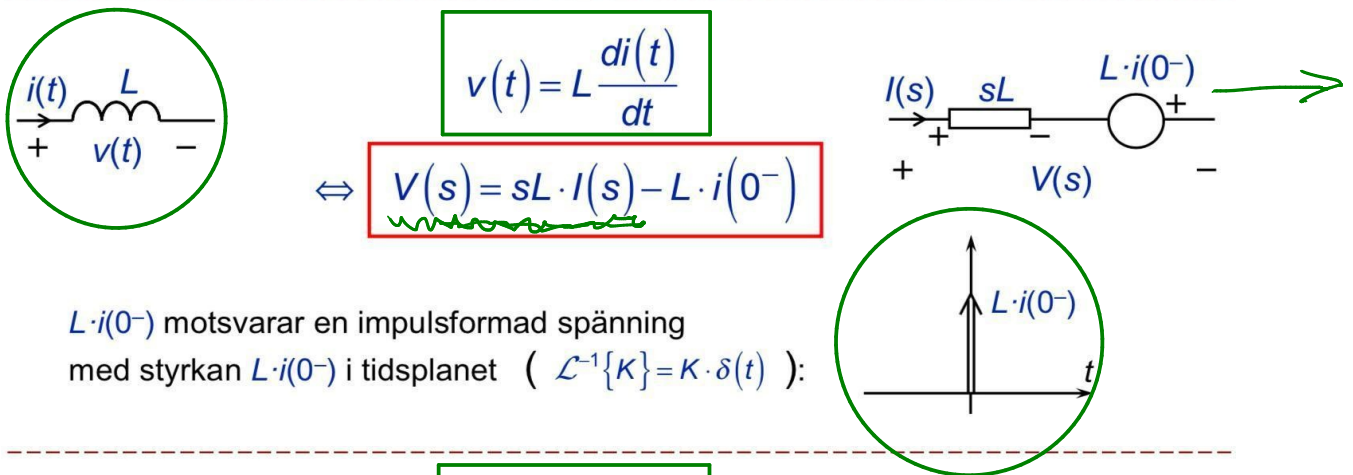 i(t) L
+ v(t) −
v(t) = L di(t)/dt
I(s) sL L·i(0⁻)
+ − +
+ V(s) −
⇔ V(s) = sL · I(s) − L · i(0⁻)
L·i(0⁻)
t
L·i(0⁻) motsvarar en impulsformad spänning
med styrkan L·i(0⁻) i tidsplanet ( ℒ⁻¹{K} = K · δ(t) ):